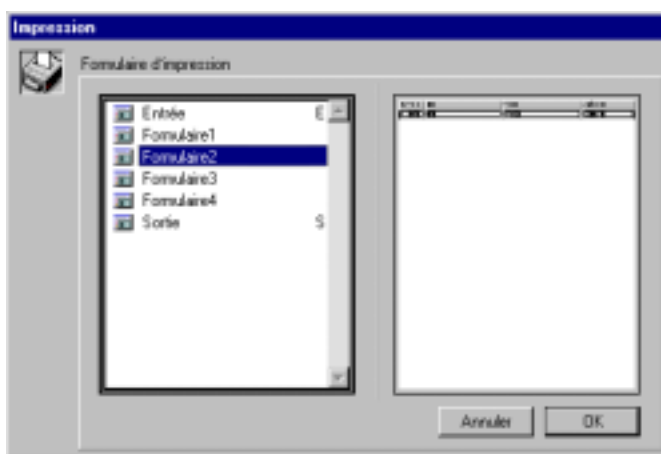 Impression
Formulaire d'impression
Entrée E
Formulaire1
Formulaire2
Formulaire3
Formulaire4
Sortie S
Annuler OK